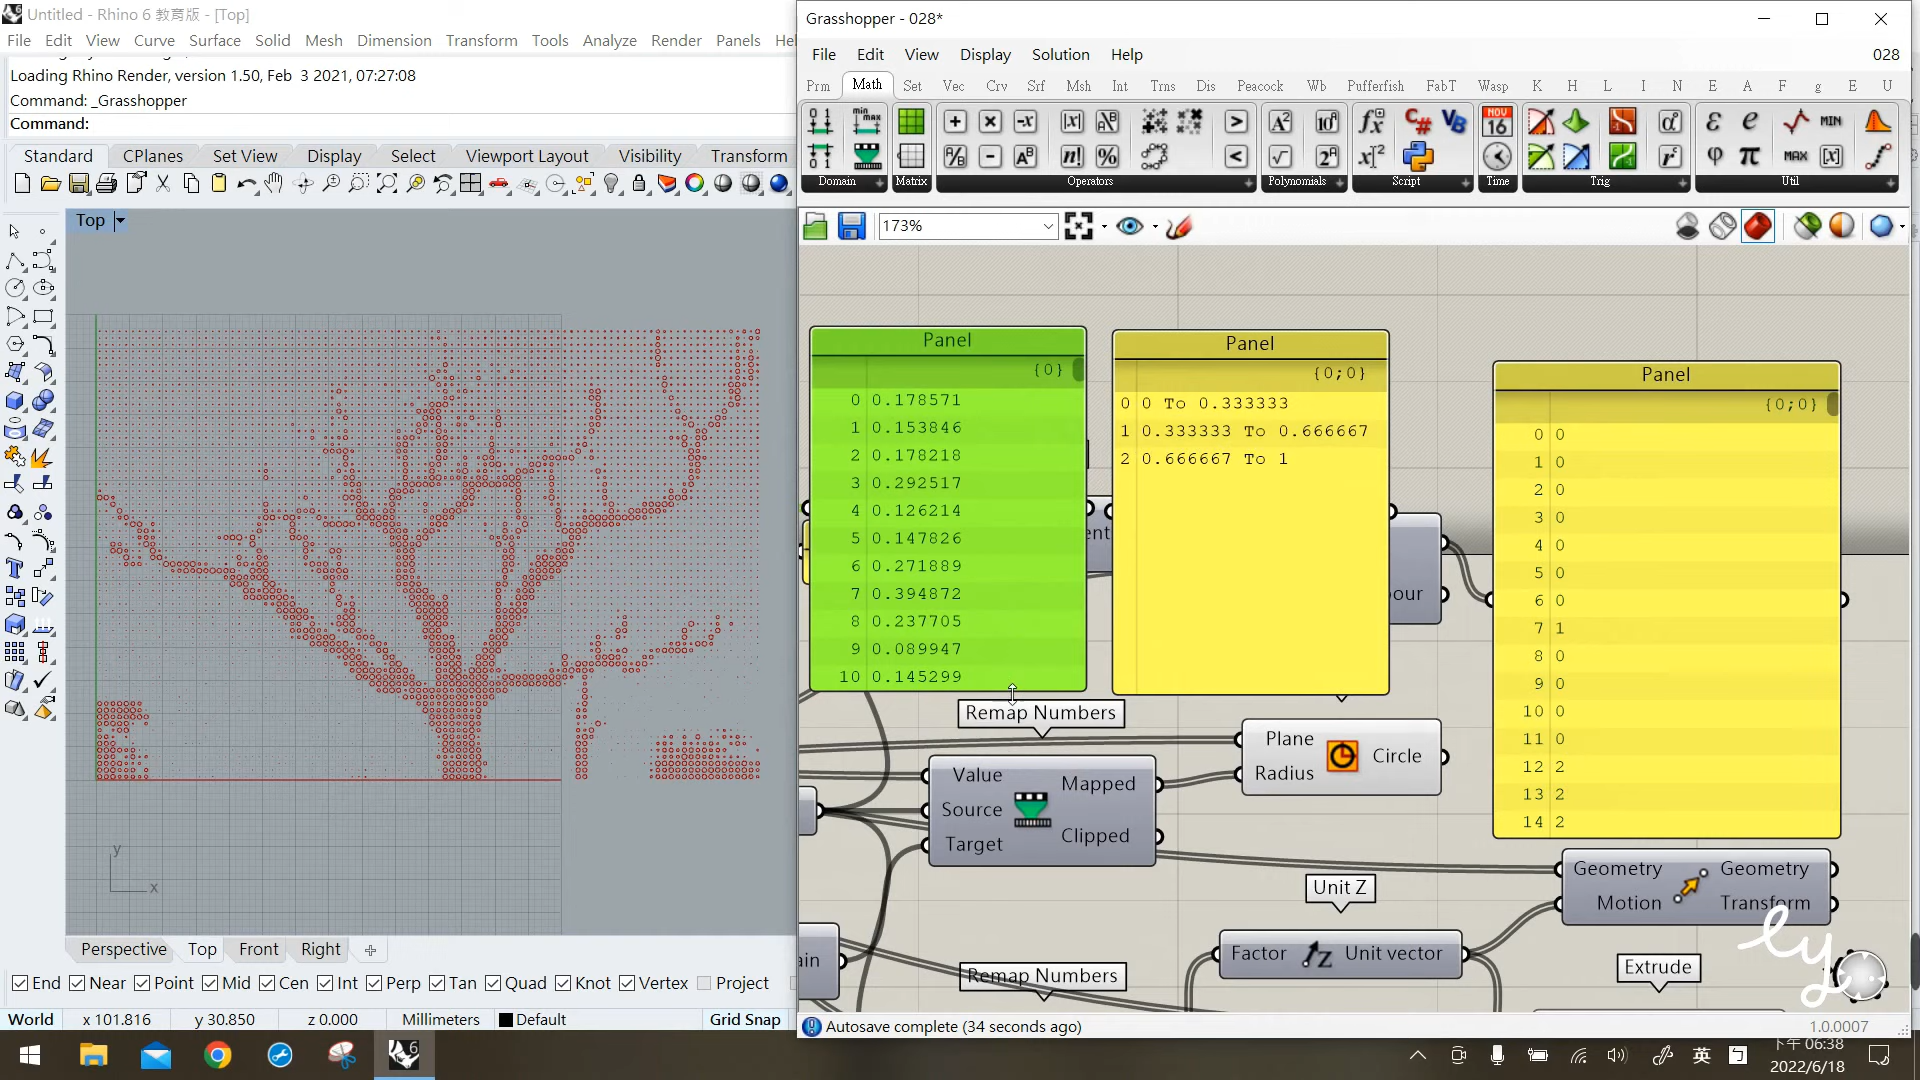 Untitled - Rhino 6 教育版 - [Top]
File Edit View Curve Surface Solid Mesh Dimension Transform Tools Analyze Render Panels Hel
Loading Rhino Render, version 1.50, Feb 3 2021, 07:27:08
Command: _Grasshopper
Command:
Standard CPlanes Set View Display Select Viewport Layout Visibility Transform
Top
y
x
Perspective Top Front Right
End Near Point Mid Cen Int Perp Tan Quad Knot Vertex Project
World x 101.816 y 30.850 z 0.000 Millimeters Default Grid Snap
Grasshopper - 028*
File Edit View Display Solution Help 028
Prm Math Set Vec Crv Srf Msh Int Trns Dis Peacock Wb Pufferfish FabT Wasp K H L I N E A F g E U
Domain Matrix Operators Polynomials Script Time Trig Util
173%
Panel
{0}
0 0.178571
1 0.153846
2 0.178218
3 0.292517
4 0.126214
5 0.147826
6 0.271889
7 0.394872
8 0.237705
9 0.089947
10 0.145299
Panel
{0;0}
0 0 To 0.333333
1 0.333333 To 0.666667
2 0.666667 To 1
Panel
{0;0}
0 0
1 0
2 0
3 0
4 0
5 0
6 0
7 1
8 0
9 0
10 0
11 0
12 2
13 2
14 2
ent
our
Remap Numbers
Value Mapped
Source
Target Clipped
Plane Circle
Radius
Geometry Geometry
Motion Transform
Unit Z
Factor Unit vector
ain
Remap Numbers
Extrude
ly
Autosave complete (34 seconds ago)
1.0.0007
英
下午 06:38
2022/6/18